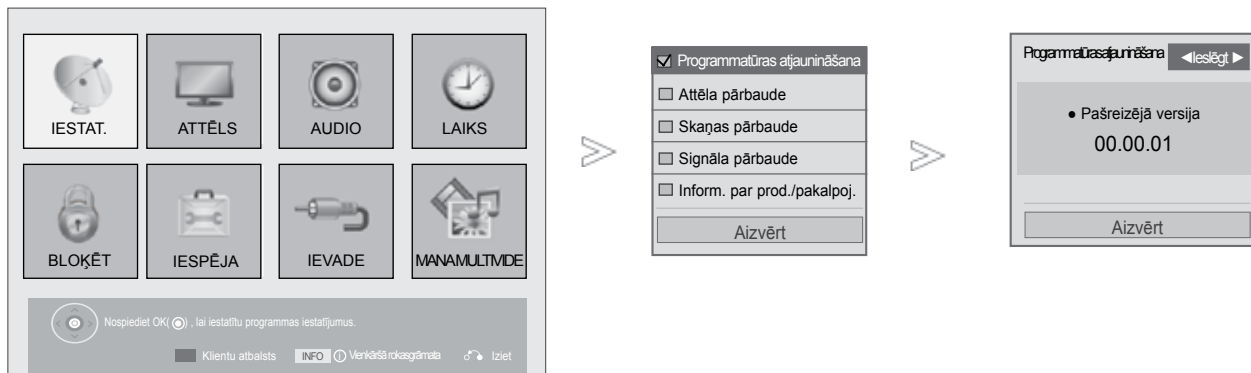 IESTAT.
ATTĒLS
AUDIO
LAIKS
BLOĶĒT
IESPĒJA
IEVADE
MANA MULTIVIDE
Nospiediet OK( ) , lai iestatītu programmas iestatījumus.
Klientu atbalsts INFO Vienkāršā rokasgrāmata Iziet
Programmatūras atjaunināšana
Attēla pārbaude
Skaņas pārbaude
Signāla pārbaude
Inform. par prod./pakalpoj.
Aizvērt
Programmatūras atjaunināšana ◀ Ieslēgt ▶
● Pašreizējā versija
00.00.01
Aizvērt